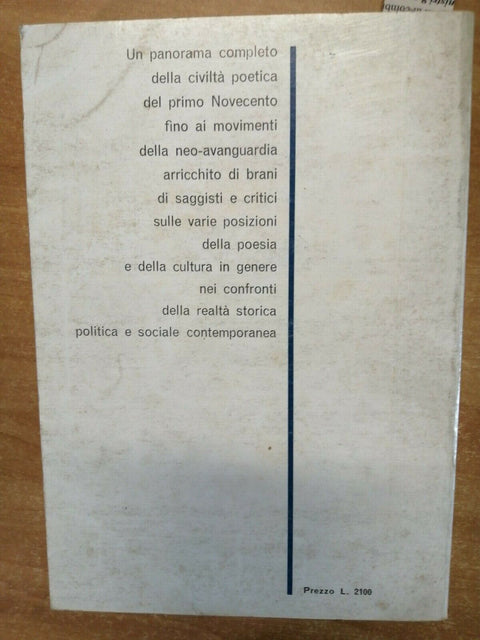 Un panorama completo
della civiltà poetica
del primo Novecento
fino ai movimenti
della neo-avanguardia
arricchito di brani
di saggisti e critici
sulle varie posizioni
della poesia
e della cultura in genere
nei confronti
della realtà storica
politica e sociale contemporanea
Prezzo L. 2100